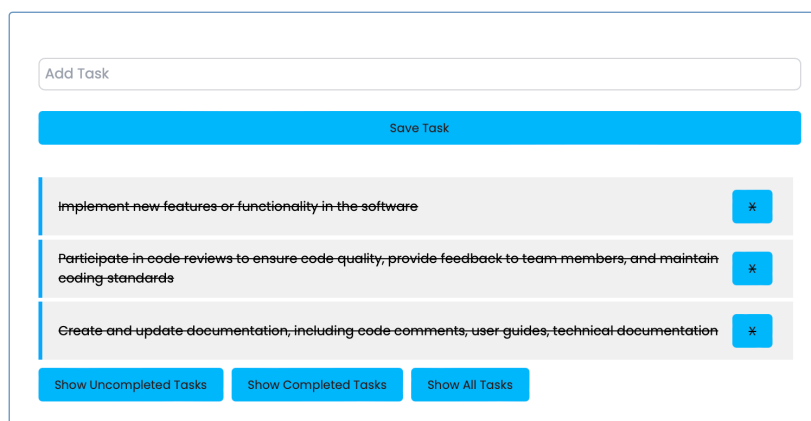 Add Task
Save Task
Implement new features or functionality in the software
X
Participate in code reviews to ensure code quality, provide feedback to team members, and maintain
coding standards
X
Create and update documentation, including code comments, user guides, technical documentation
X
Show Uncompleted Tasks
Show Completed Tasks
Show All Tasks